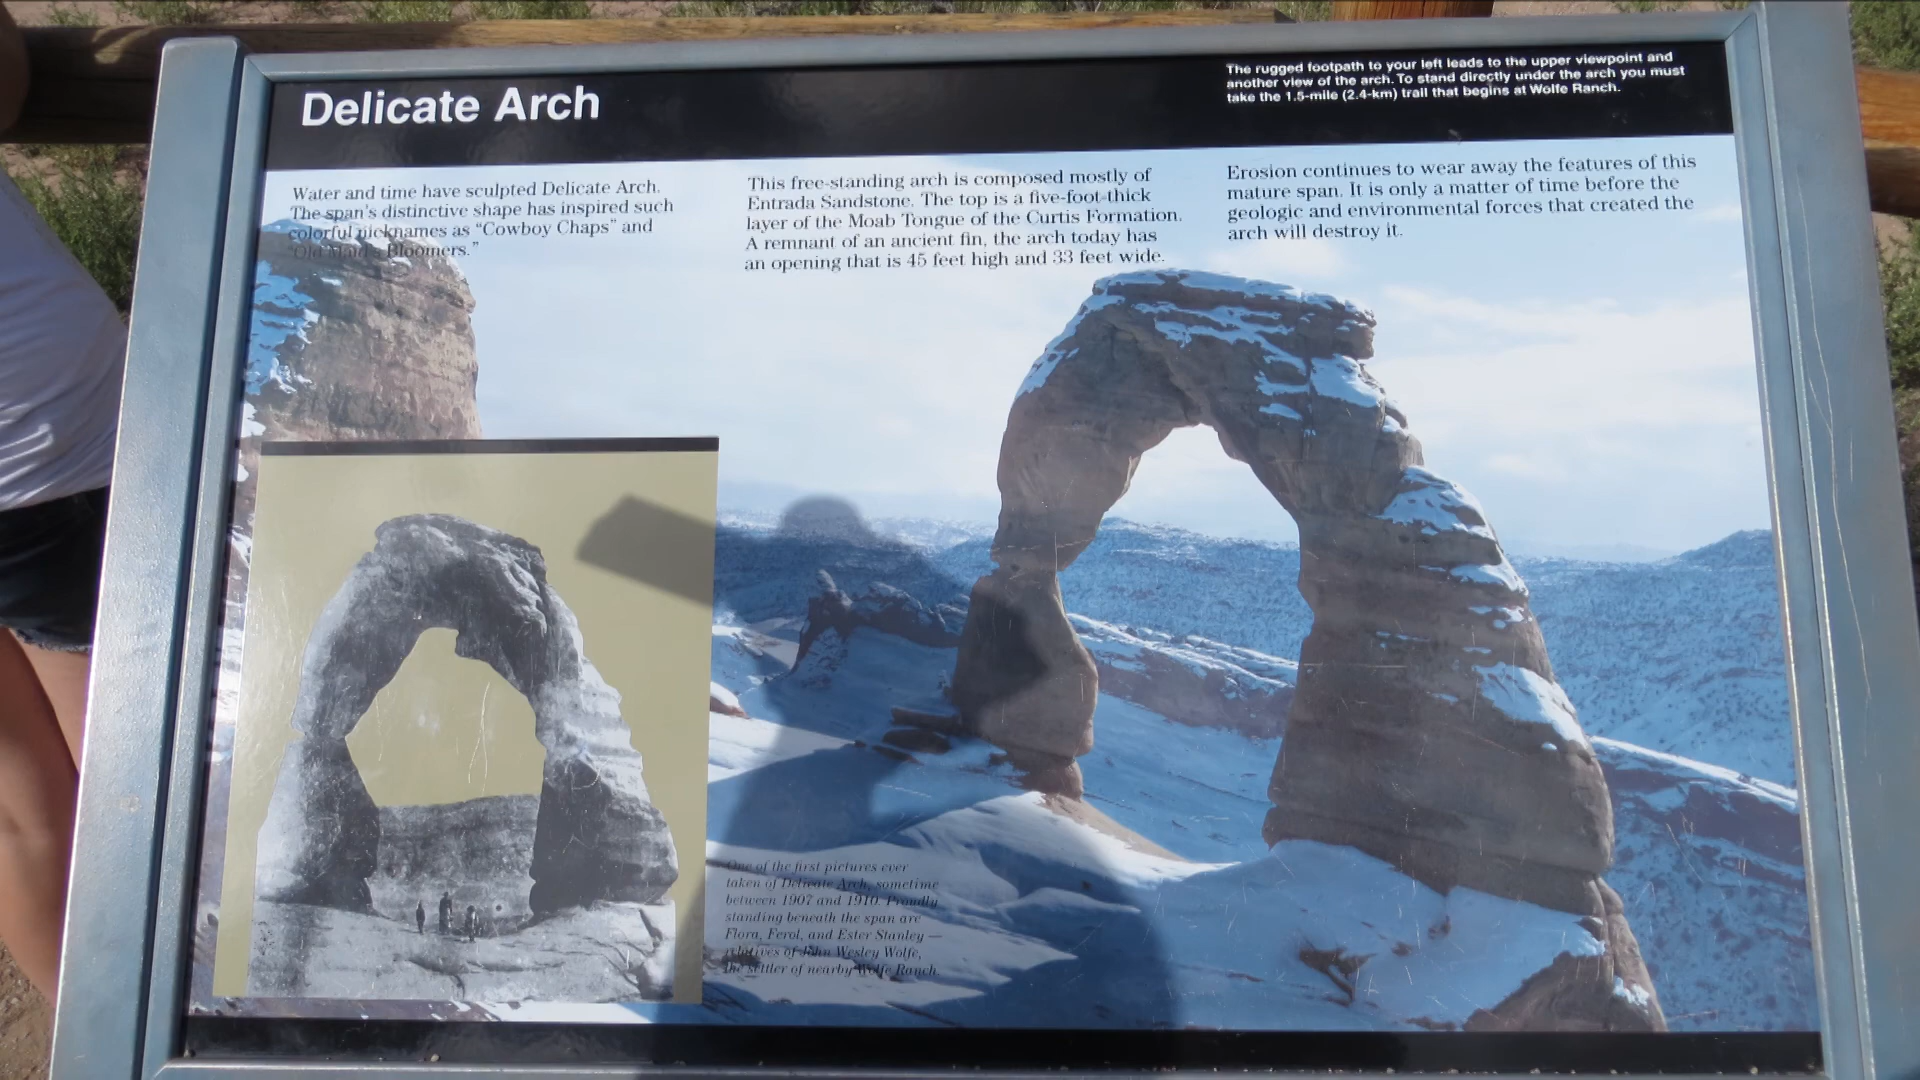 Delicate Arch
The rugged footpath to your left leads to the upper viewpoint and
another view of the arch. To stand directly under the arch you must
take the 1.5-mile (2.4-km) trail that begins at Wolfe Ranch.
Water and time have sculpted Delicate Arch.
The span's distinctive shape has inspired such
colorful nicknames as “Cowboy Chaps” and
“Old Maid's Bloomers.”
This free-standing arch is composed mostly of
Entrada Sandstone. The top is a five-foot-thick
layer of the Moab Tongue of the Curtis Formation.
A remnant of an ancient fin, the arch today has
an opening that is 45 feet high and 33 feet wide.
Erosion continues to wear away the features of this
mature span. It is only a matter of time before the
geologic and environmental forces that created the
arch will destroy it.
One of the first pictures ever
taken of Delicate Arch, sometime
between 1907 and 1910. Proudly
standing beneath the span are
Flora, Ferol, and Ester Stanley —
relatives of John Wesley Wolfe,
the settler of nearby Wolfe Ranch.